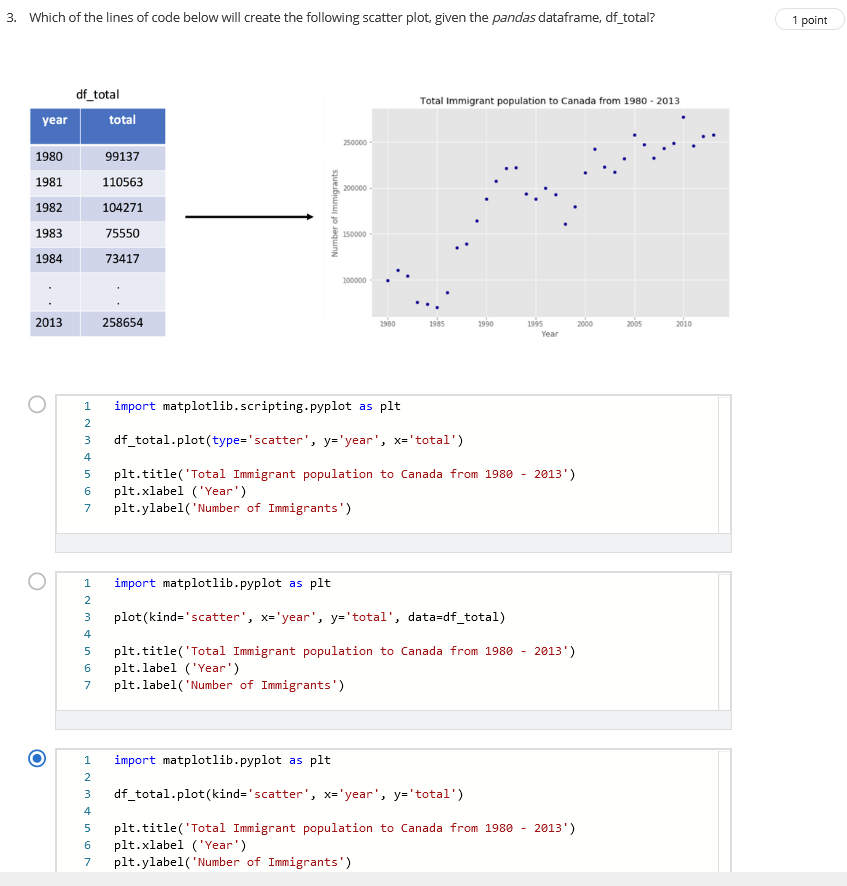 3. Which of the lines of code below will create the following scatter plot, given the pandas dataframe, df_total?
1 point
df_total
year total
1980 99137
1981 110563
1982 104271
1983 75550
1984 73417
. .
. .
2013 258654
Total Immigrant population to Canada from 1980 - 2013
Number of Immigrants
250000
200000
150000
100000
1980 1985 1990 1995 2000 2005 2010
Year
1 import matplotlib.scripting.pyplot as plt
2
3 df_total.plot(type='scatter', y='year', x='total')
4
5 plt.title('Total Immigrant population to Canada from 1980 - 2013')
6 plt.xlabel ('Year')
7 plt.ylabel('Number of Immigrants')
1 import matplotlib.pyplot as plt
2
3 plot(kind='scatter', x='year', y='total', data=df_total)
4
5 plt.title('Total Immigrant population to Canada from 1980 - 2013')
6 plt.label ('Year')
7 plt.label('Number of Immigrants')
1 import matplotlib.pyplot as plt
2
3 df_total.plot(kind='scatter', x='year', y='total')
4
5 plt.title('Total Immigrant population to Canada from 1980 - 2013')
6 plt.xlabel ('Year')
7 plt.ylabel('Number of Immigrants')